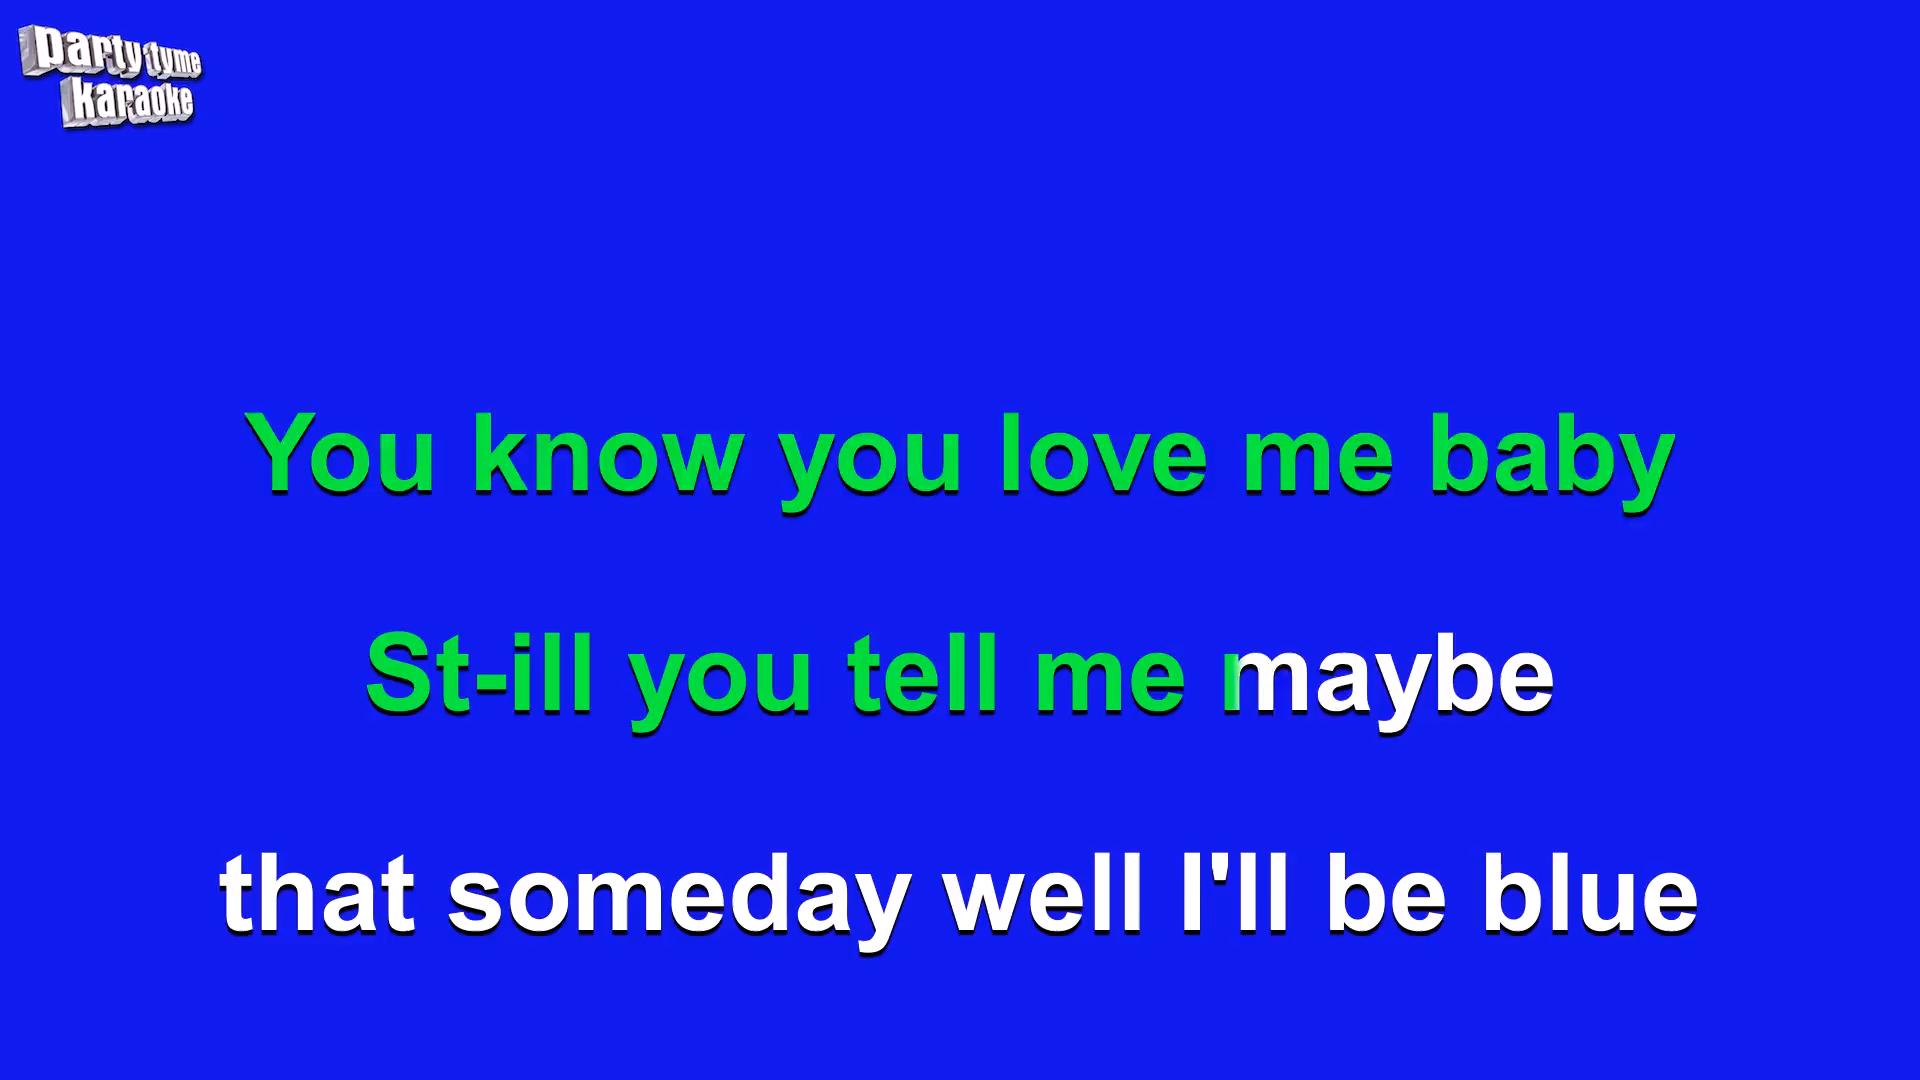 party tyme
karaoke
You know you love me baby
St-ill you tell me maybe
that someday well I'll be blue